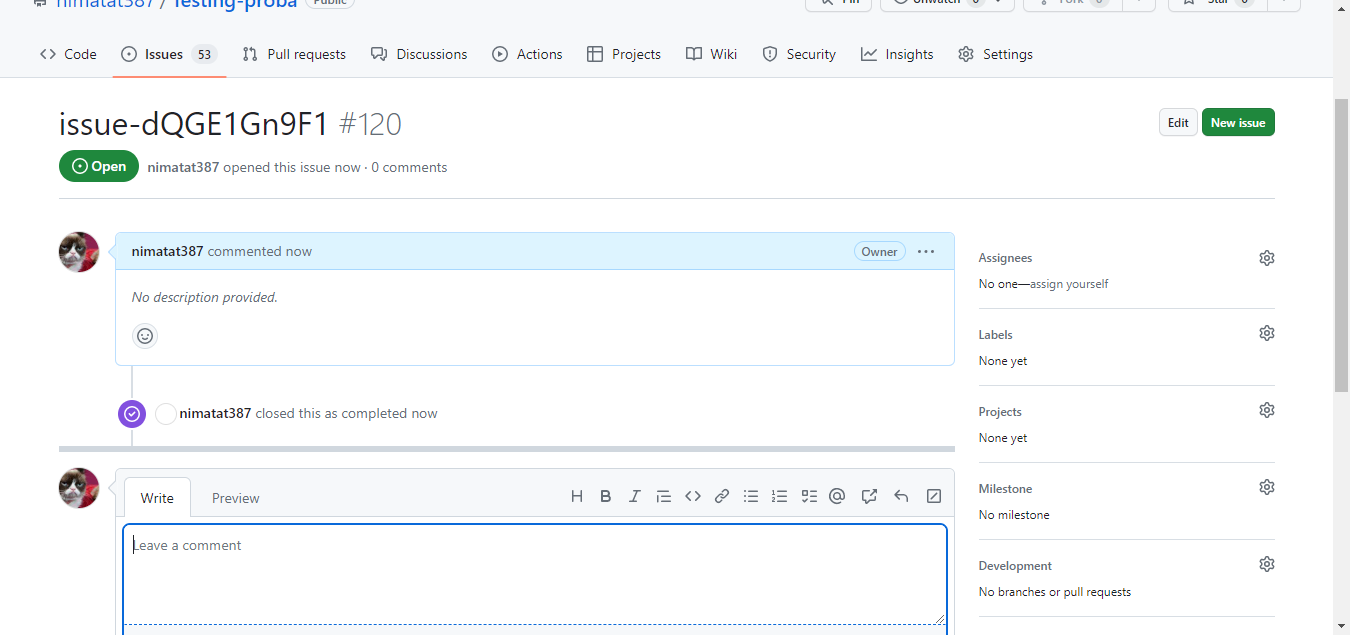 nimatat387 / Testing-proba Public
Pin Unwatch 0 Fork 0 Star 0
Code Issues 53 Pull requests Discussions Actions Projects Wiki Security Insights Settings
issue-dQGE1Gn9F1 #120
Edit New issue
Open nimatat387 opened this issue now · 0 comments
nimatat387 commented now Owner
No description provided.
nimatat387 closed this as completed now
Write Preview
Leave a comment
Assignees
No one—assign yourself
Labels
None yet
Projects
None yet
Milestone
No milestone
Development
No branches or pull requests